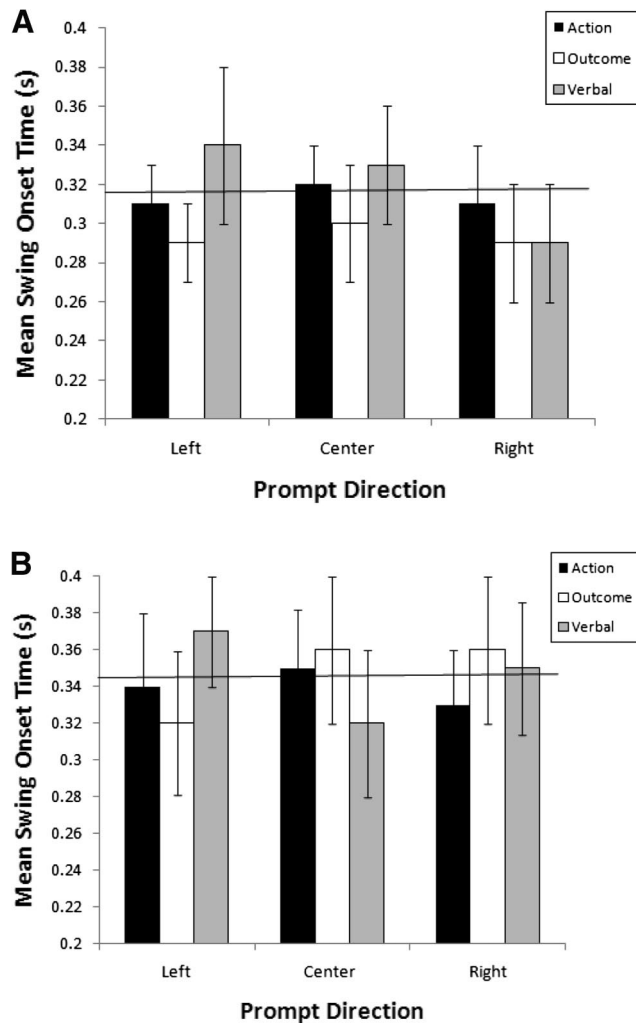 A
Mean Swing Onset Time (s)
0.4
0.38
0.36
0.34
0.32
0.3
0.28
0.26
0.24
0.22
0.2
Action
Outcome
Verbal
Left Center Right
Prompt Direction
B
Mean Swing Onset Time (s)
0.4
0.38
0.36
0.34
0.32
0.3
0.28
0.26
0.24
0.22
0.2
Action
Outcome
Verbal
Left Center Right
Prompt Direction